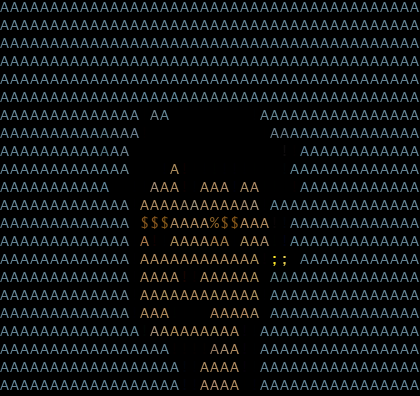 AAAAAAAAAAAAAAAAAAAAAAAAAAAAAAAAAAAAAAAAAA
AAAAAAAAAAAAAAAAAAAAAAAAAAAAAAAAAAAAAAAAAA
AAAAAAAAAAAAAAAAAAAAAAAAAAAAAAAAAAAAAAAAAA
AAAAAAAAAAAAAAAAAAAAAAAAAAAAAAAAAAAAAAAAAA
AAAAAAAAAAAAAAAAAAAAAAAAAAAAAAAAAAAAAAAAAA
AAAAAAAAAAAAAAAAAAAAAAAAAAAAAAAAAAAAAAAAAA
AAAAAAAAAAAAAA AA         AAAAAAAAAAAAAAAA
AAAAAAAAAAAAAA             AAAAAAAAAAAAAAA
AAAAAAAAAAAAA                 AAAAAAAAAAAA
AAAAAAAAAAAAA    A           AAAAAAAAAAAAA
AAAAAAAAAAA    AAA  AAA AA    AAAAAAAAAAAA
AAAAAAAAAAAAA AAAAAAAAAAAA AAAAAAAAAAAAAAA
AAAAAAAAAAAAA $$$AAAA%$$AAA  AAAAAAAAAAAAA
AAAAAAAAAAAAA A  AAAAAA AAA  AAAAAAAAAAAAA
AAAAAAAAAAAAA AAAAAAAAAAAA ;; AAAAAAAAAAAA
AAAAAAAAAAAAA AAAA  AAAAAA AAAAAAAAAAAAAAA
AAAAAAAAAAAAA AAAAAAAAAAAA AAAAAAAAAAAAAAA
AAAAAAAAAAAAA AAA    AAAAA AAAAAAAAAAAAAAA
AAAAAAAAAAAAAA AAAAAAAAA  AAAAAAAAAAAAAAAA
AAAAAAAAAAAAAAAAA    AAA  AAAAAAAAAAAAAAAA
AAAAAAAAAAAAAAAAAA  AAAA  AAAAAAAAAAAAAAAA
AAAAAAAAAAAAAAAAAA  AAAA  AAAAAAAAAAAAAAAA